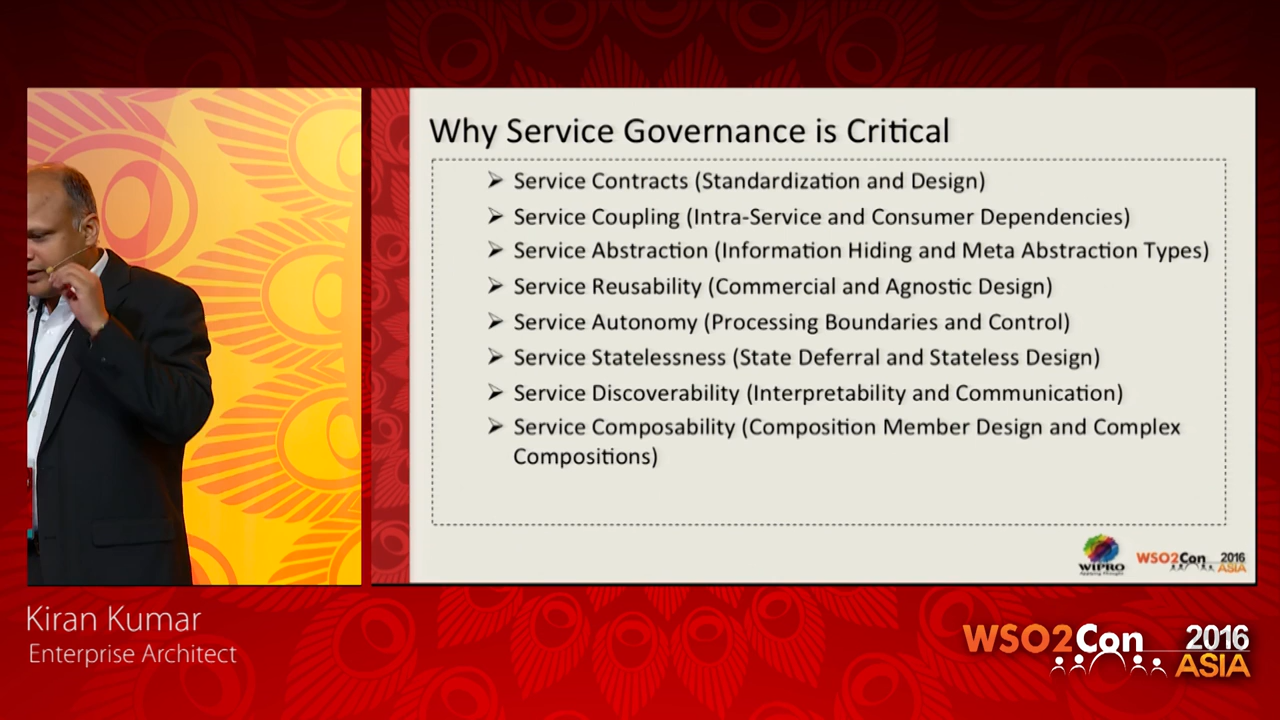 Why Service Governance is Critical
➢ Service Contracts (Standardization and Design)
➢ Service Coupling (Intra-Service and Consumer Dependencies)
➢ Service Abstraction (Information Hiding and Meta Abstraction Types)
➢ Service Reusability (Commercial and Agnostic Design)
➢ Service Autonomy (Processing Boundaries and Control)
➢ Service Statelessness (State Deferral and Stateless Design)
➢ Service Discoverability (Interpretability and Communication)
➢ Service Composability (Composition Member Design and Complex
Compositions)
WIPRO
Applying Thought
WSO2Con 2016
ASIA
Kiran Kumar
Enterprise Architect
WSO2Con 2016
ASIA